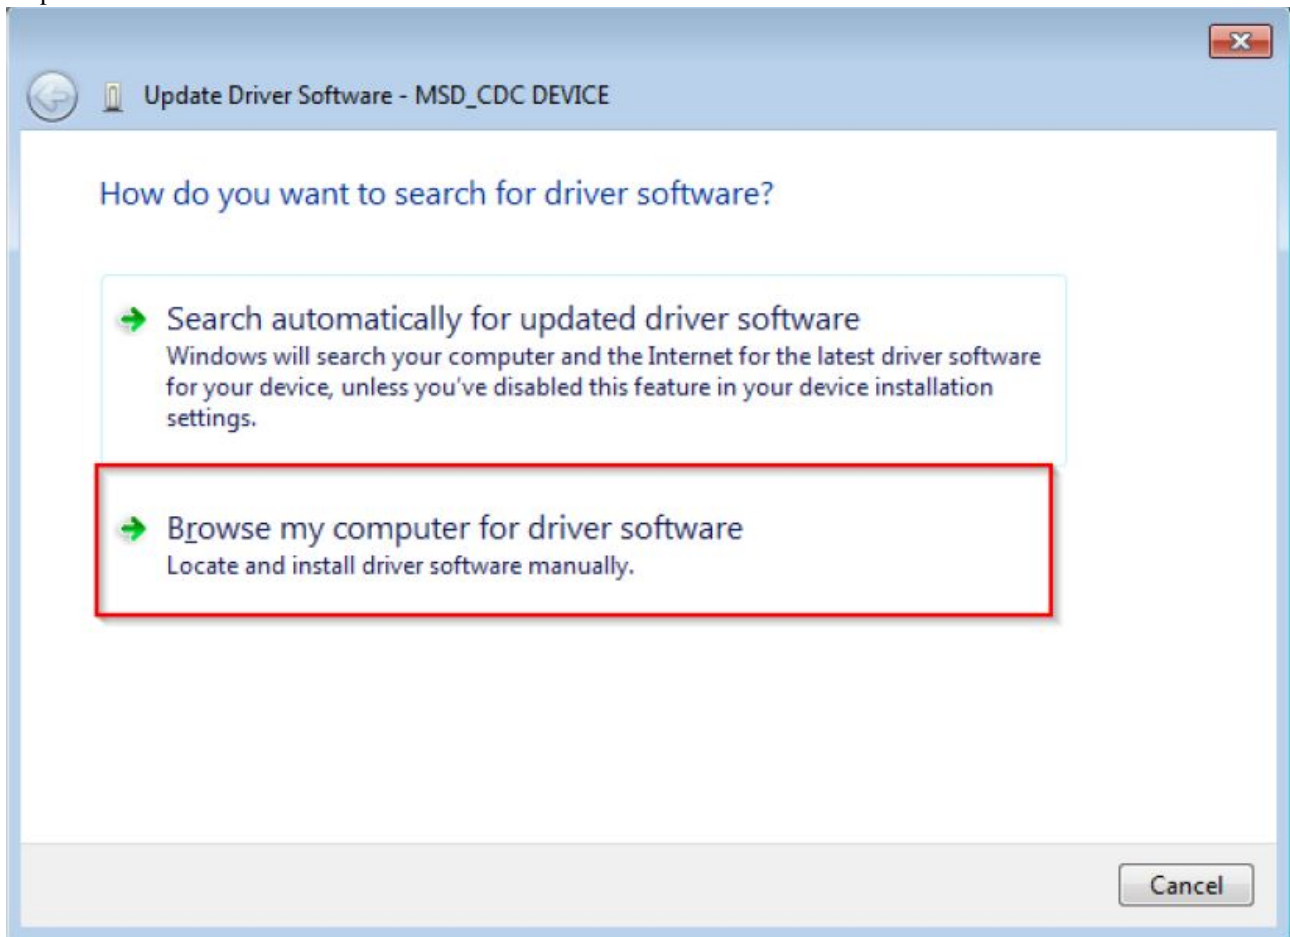 Update Driver Software - MSD_CDC DEVICE
How do you want to search for driver software?
Search automatically for updated driver software
Windows will search your computer and the Internet for the latest driver software
for your device, unless you've disabled this feature in your device installation
settings.
Browse my computer for driver software
Locate and install driver software manually.
Cancel